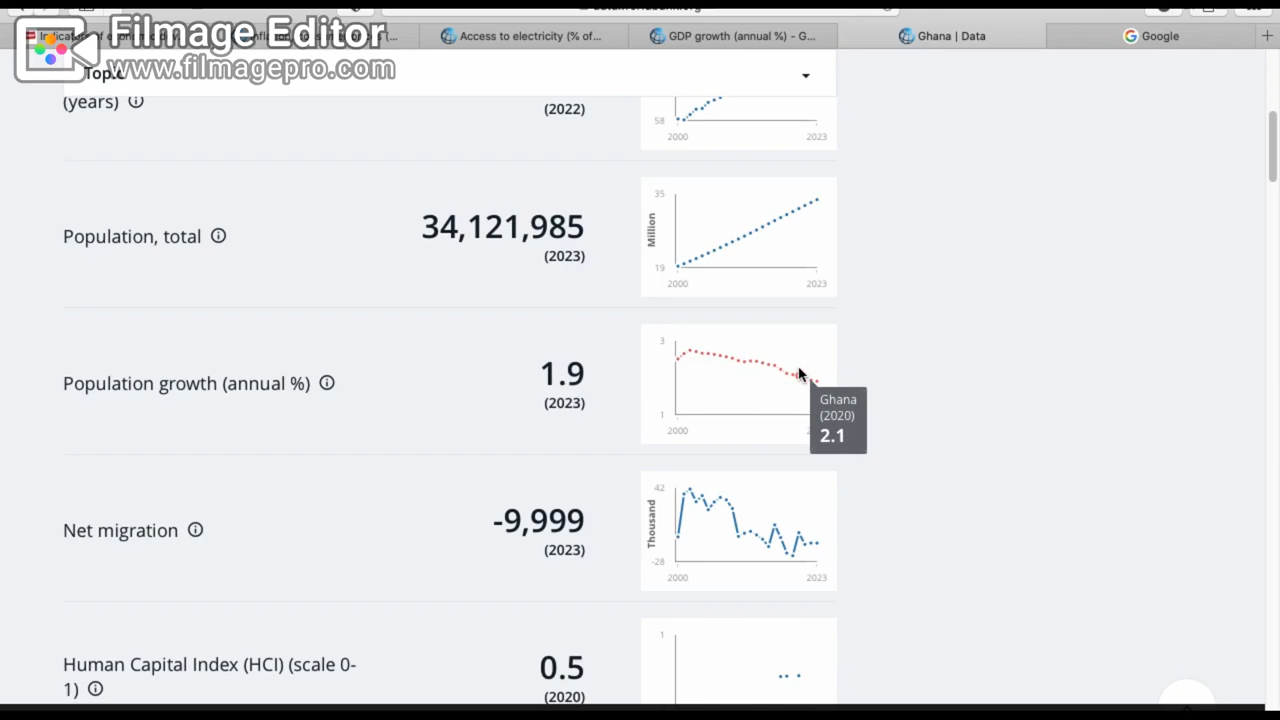 Filmage Editor
www.filmagepro.com
Access to electricity (% of...
GDP growth (annual %) - G...
Ghana | Data
Google
(years)
(2022)
58
2000
2023
Population, total
34,121,985
(2023)
35
Million
19
2000
2023
Population growth (annual %)
1.9
(2023)
3
1
2000
Ghana
(2020)
2.1
Net migration
-9,999
(2023)
42
Thousand
-28
2000
2023
Human Capital Index (HCI) (scale 0-
1)
0.5
(2020)
1